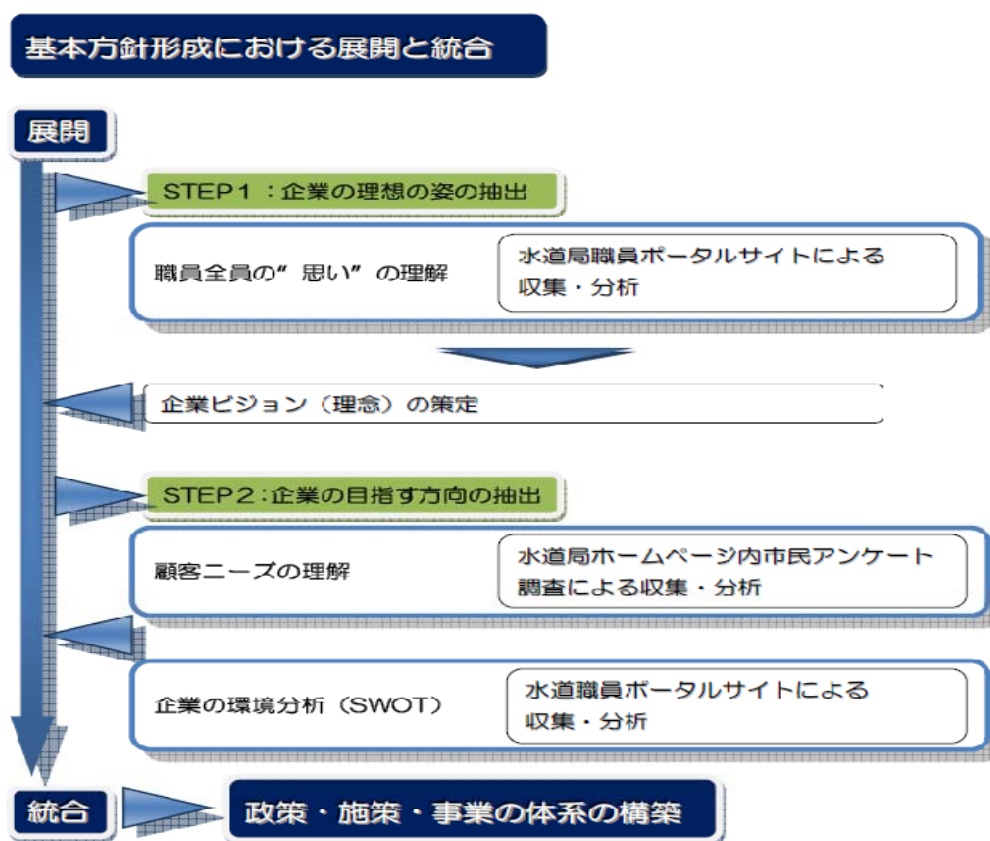 基本方針形成における展開と統合
展開
STEP1：企業の理想の姿の抽出
職員全員の“思い”の理解
水道局職員ポータルサイトによる
収集・分析
企業ビジョン（理念）の策定
STEP2：企業の目指す方向の抽出
顧客ニーズの理解
水道局ホームページ内市民アンケート
調査による収集・分析
企業の環境分析（SWOT）
水道職員ポータルサイトによる
収集・分析
統合
政策・施策・事業の体系の構築